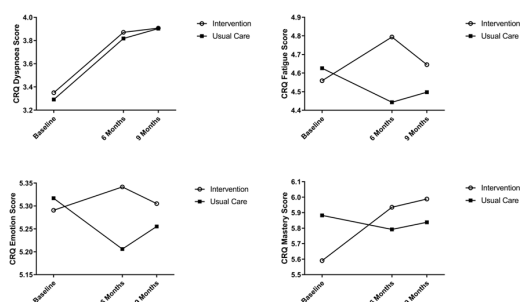 CRQ Dyspnoea Score
4.0
3.8
3.6
3.4
3.2
Baseline
6 Months
9 Months
Intervention
Usual Care
CRQ Fatigue Score
4.9
4.8
4.7
4.6
4.5
4.4
Baseline
6 Months
9 Months
Intervention
Usual Care
CRQ Emotion Score
5.35
5.30
5.25
5.20
5.15
Baseline
Months
9 Months
Intervention
Usual Care
CRQ Mastery Score
6.1
6.0
5.9
5.8
5.7
5.6
5.5
Baseline
Months
9 Months
Intervention
Usual Care